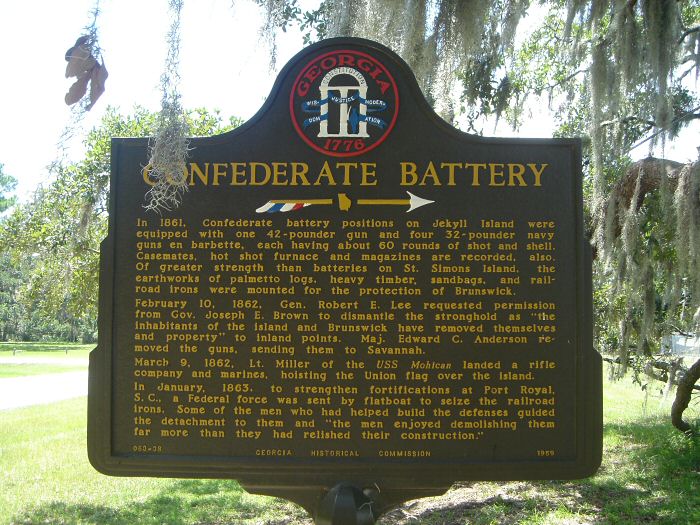 GEORGIA
CONSTITUTION
WIS- JUSTICE MODER-
DOM ATION
1776
CONFEDERATE BATTERY
In 1861, Confederate battery positions on Jekyll Island were
equipped with one 42-pounder gun and four 32-pounder navy
guns en barbette, each having about 60 rounds of shot and shell.
Casemates, hot shot furnace and magazines are recorded, also.
Of greater strength than batteries on St. Simons Island, the
earthworks of palmetto logs, heavy timber, sandbags, and rail-
road irons were mounted for the protection of Brunswick.
February 10, 1862, Gen. Robert E. Lee requested permission
from Gov. Joseph E. Brown to dismantle the stronghold as "the
inhabitants of the island and Brunswick have removed themselves
and property" to inland points. Maj. Edward C. Anderson re-
moved the guns, sending them to Savannah.
March 9, 1862, Lt. Miller of the USS Mohican landed a rifle
company and marines, hoisting the Union flag over the island.
In January, 1863, to strengthen fortifications at Port Royal,
S. C., a Federal force was sent by flatboat to seize the railroad
irons. Some of the men who had helped build the defenses guided
the detachment to them and "the men enjoyed demolishing them
far more than they had relished their construction."
063-38 GEORGIA HISTORICAL COMMISSION 1959